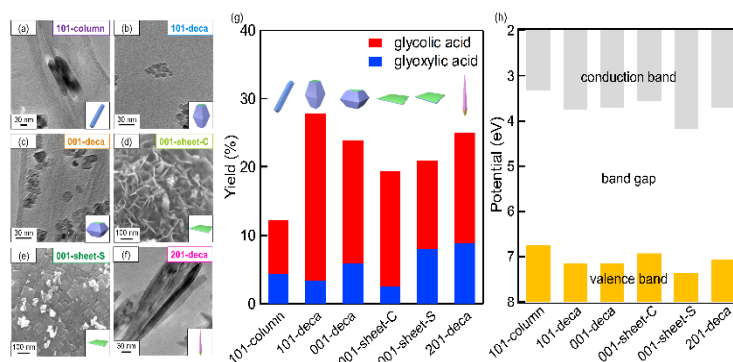 (a) 101-column
30 nm
(b) 101-deca
30 nm
(c) 001-deca
30 nm
(d) 001-sheet-C
100 nm
(e) 001-sheet-S
100 nm
(f) 201-deca
30 nm
(g)
Yield (%)
40
30
20
10
0
glycolic acid
glyoxylic acid
101-column
101-deca
001-deca
001-sheet-C
001-sheet-S
201-deca
(h)
Potential (eV)
2
3
4
5
6
7
8
conduction band
band gap
valence band
101-column
101-deca
001-deca
001-sheet-C
001-sheet-S
201-deca